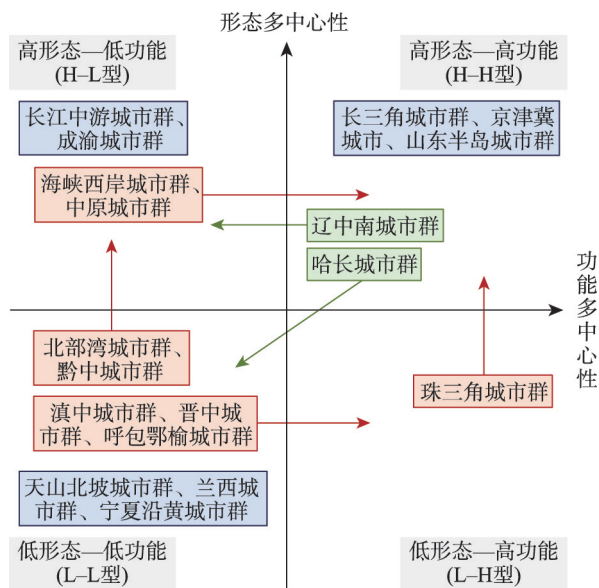 形态多中心性
高形态—低功能
(H–L型)
高形态—高功能
(H–H型)
长江中游城市群、
成渝城市群
长三角城市群、京津冀
城市、山东半岛城市群
海峡西岸城市群、
中原城市群
辽中南城市群
哈长城市群
功能多中心性
北部湾城市群、
黔中城市群
珠三角城市群
滇中城市群、晋中城
市群、呼包鄂榆城市群
天山北坡城市群、兰西城
市群、宁夏沿黄城市群
低形态—低功能
(L–L型)
低形态—高功能
(L–H型)